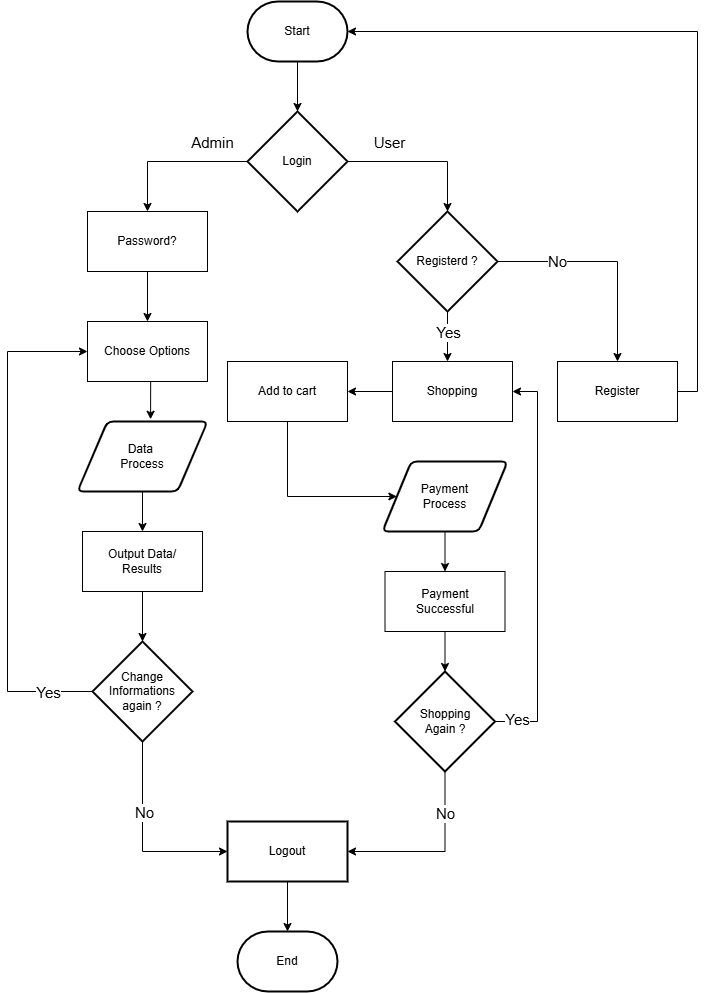 Start
Admin
User
Login
Password?
Registerd ?
No
Yes
Choose Options
Add to cart
Shopping
Register
Data
Process
Payment
Process
Output Data/
Results
Payment
Successful
Change
Informations
again ?
Yes
Shopping
Again ?
Yes
No
No
Logout
End